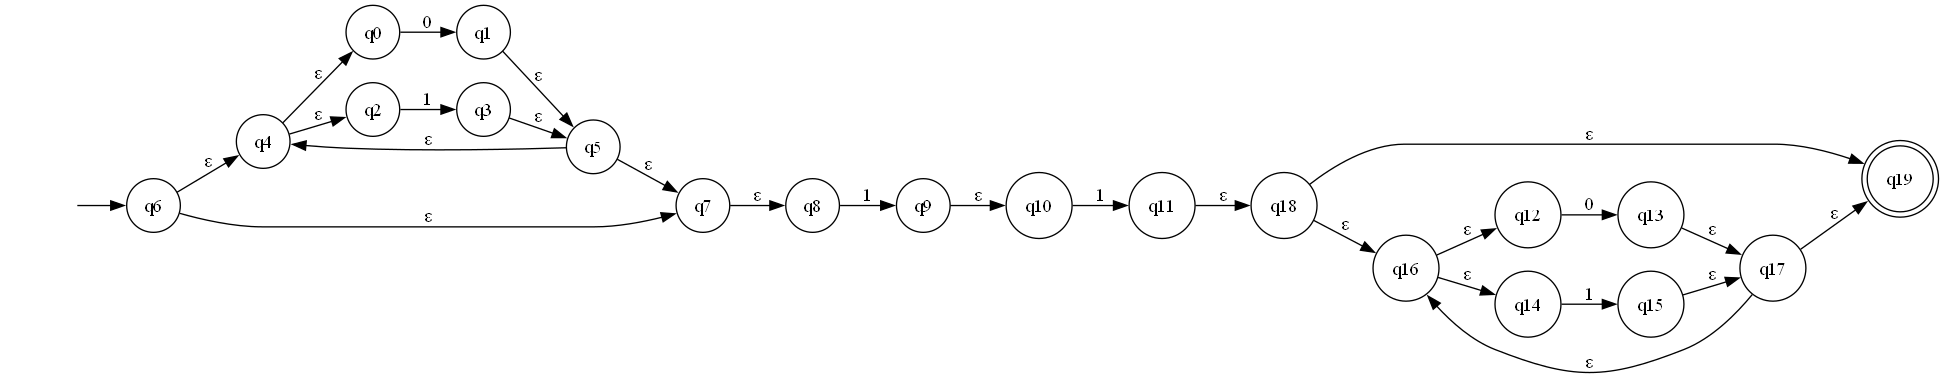 q0 0 q1
ε ε
q2 1 q3
ε ε
q4 ε q5
ε ε
q6 ε q7 ε q8 1 q9 ε q10 1 q11 ε q18
ε
q19
ε
q12 0 q13
ε ε
q16 ε q17
ε ε
q14 1 q15
ε